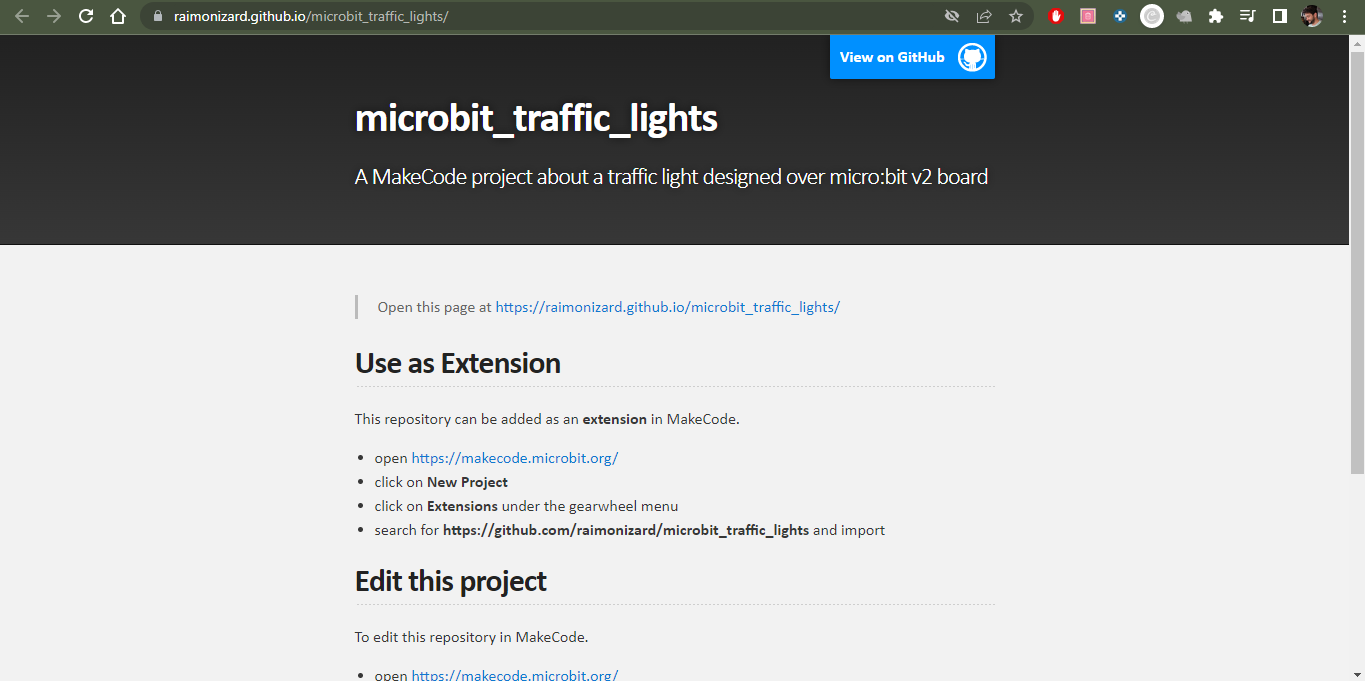 raimonizard.github.io/microbit_traffic_lights/
View on GitHub
microbit_traffic_lights
A MakeCode project about a traffic light designed over micro:bit v2 board
Open this page at https://raimonizard.github.io/microbit_traffic_lights/
Use as Extension
This repository can be added as an extension in MakeCode.
• open https://makecode.microbit.org/
• click on New Project
• click on Extensions under the gearwheel menu
• search for https://github.com/raimonizard/microbit_traffic_lights and import
Edit this project
To edit this repository in MakeCode.
• open https://makecode.microbit.org/